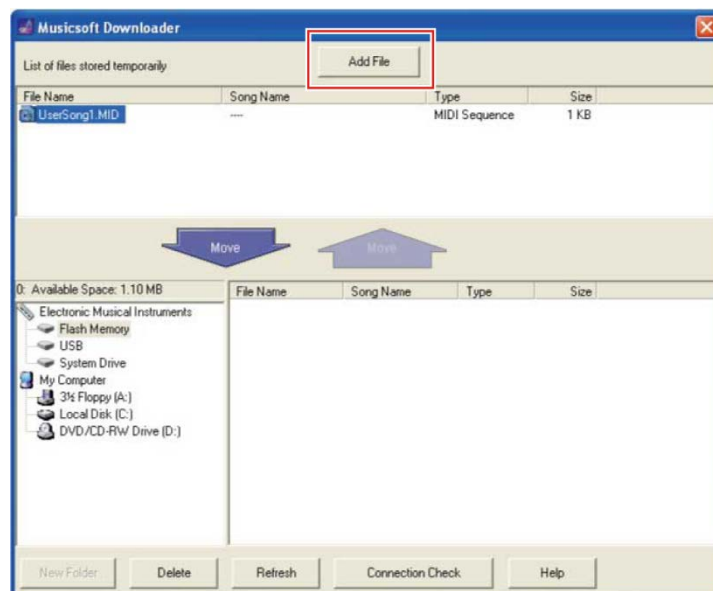 Musicsoft Downloader
List of files stored temporarily
Add File
File Name Song Name Type Size
UserSong1.MID ---- MIDI Sequence 1 KB
Move Move
0: Available Space: 1.10 MB
File Name Song Name Type Size
Electronic Musical Instruments
Flash Memory
USB
System Drive
My Computer
3½ Floppy (A:)
Local Disk (C:)
DVD/CD-RW Drive (D:)
New Folder Delete Refresh Connection Check Help